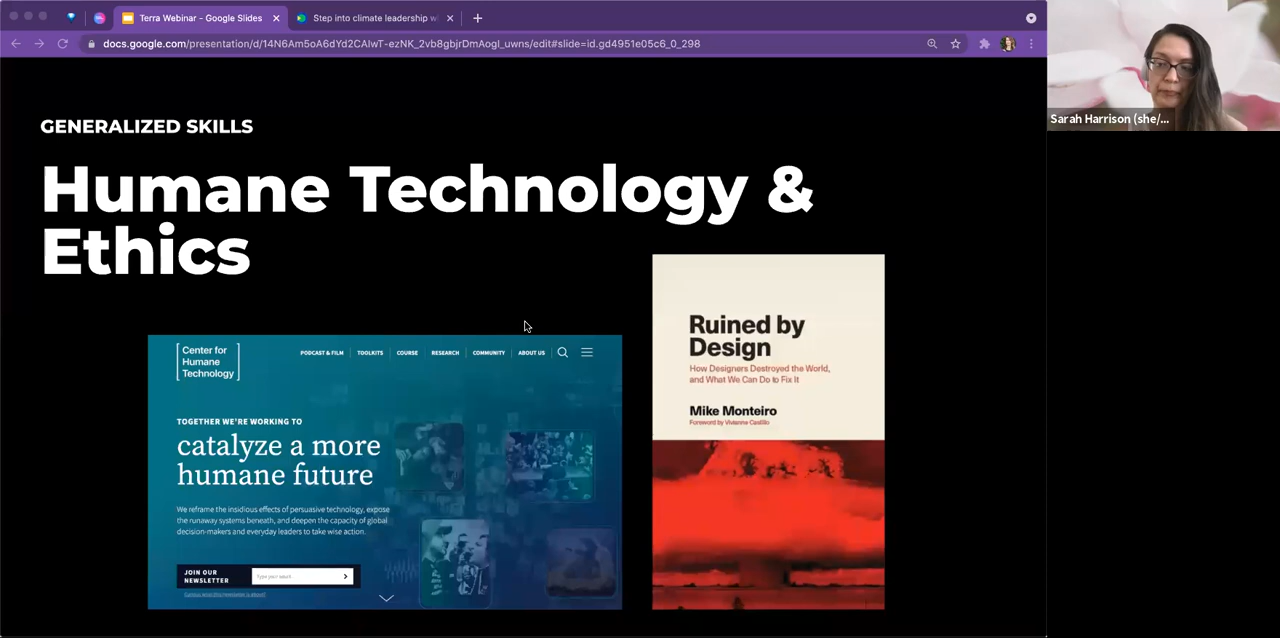 Terra Webinar - Google Slides
Step into climate leadership w
docs.google.com/presentation/d/14N6Am5oA6dYd2CAlwT-ezNK_2vb8gbjrDmAogl_uwns/edit#slide=id.gd4951e05c6_0_298
Sarah Harrison (she/...
GENERALIZED SKILLS
Humane Technology &
Ethics
Center for
Humane
Technology
PODCAST & FILM
TOOLKITS
COURSE
RESEARCH
COMMUNITY
ABOUT US
TOGETHER WE'RE WORKING TO
catalyze a more
humane future
We reframe the insidious effects of persuasive technology, expose
the runaway systems beneath, and deepen the capacity of global
decision-makers and everyday leaders to take wise action.
JOIN OUR
NEWSLETTER
Ruined by
Design
How Designers Destroyed the World,
and What We Can Do to Fix It
Mike Monteiro
Foreword by Vivianne Castillo